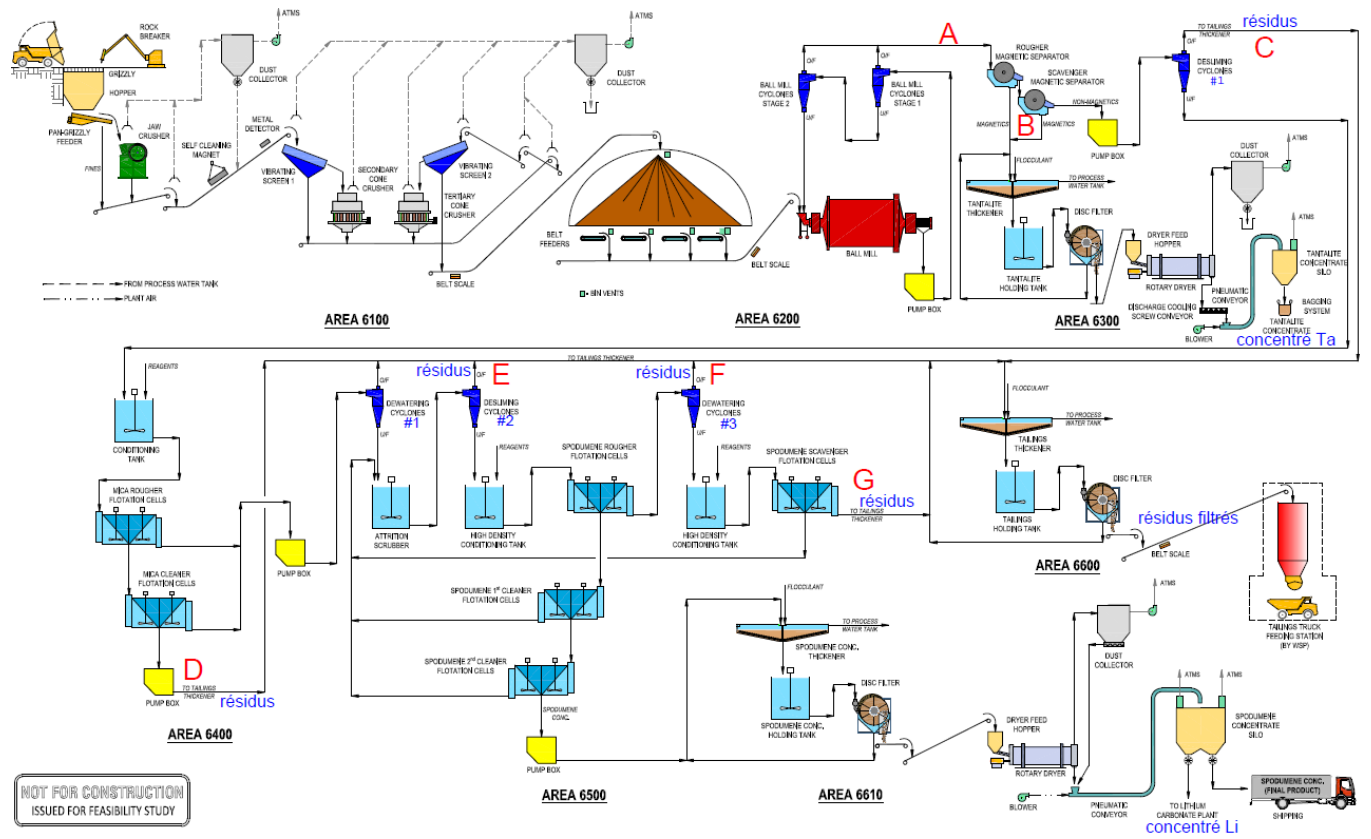 ATMS
ROCK
BREAKER
GRIZZLY
HOPPER
PAN-GRIZZLY
FEEDER
FINES
JAW
CRUSHER
SELF CLEANING
MAGNET
METAL
DETECTOR
DUST
COLLECTOR
VIBRATING
SCREEN 1
SECONDARY
CONE
CRUSHER
VIBRATING
SCREEN 2
TERTIARY
CONE
CRUSHER
BELT SCALE
ATMS
DUST
COLLECTOR
FROM PROCESS WATER TANK
PLANT AIR
AREA 6100
BELT
FEEDERS
- BIN VENTS
BELT SCALE
AREA 6200
BALL MILL
CYCLONES
STAGE 2
O/F
U/F
BALL MILL
CYCLONES
STAGE 1
O/F
U/F
BALL MILL
PUMP BOX
A
ROUGHER
MAGNETIC SEPARATOR
SCAVENGER
MAGNETIC SEPARATOR
NON-MAGNETICS
MAGNETICS
B
MAGNETICS
PUMP BOX
FLOCCULANT
TO PROCESS
WATER TANK
TANTALITE
THICKENER
DISC FILTER
TANTALITE
HOLDING TANK
AREA 6300
TO TAILINGS
THICKENER
résidus
C
O/F
DESLIMING
CYCLONES
#1
U/F
DUST
COLLECTOR
ATMS
DRYER FEED
HOPPER
ROTARY DRYER
DISCHARGE COOLING
SCREW CONVEYOR
PNEUMATIC
CONVEYOR
BLOWER
ATMS
TANTALITE
CONCENTRATE
SILO
BAGGING
SYSTEM
TANTALITE
CONCENTRATE
concentré Ta
REAGENTS
CONDITIONING
TANK
MICA ROUGHER
FLOTATION CELLS
MICA CLEANER
FLOTATION CELLS
D
PUMP BOX
TO TAILINGS
THICKENER
résidus
AREA 6400
PUMP BOX
TO TAILINGS THICKENER
O/F
DEWATERING
CYCLONES
#1
U/F
ATTRITION
SCRUBBER
résidus
E
O/F
DESLIMING
CYCLONES
#2
U/F
REAGENTS
HIGH DENSITY
CONDITIONING TANK
SPODUMENE ROUGHER
FLOTATION CELLS
résidus
F
O/F
DEWATERING
CYCLONES
#3
U/F
REAGENTS
HIGH DENSITY
CONDITIONING TANK
SPODUMENE SCAVENGER
FLOTATION CELLS
G
résidus
TO TAILINGS
THICKENER
SPODUMENE 1st CLEANER
FLOTATION CELLS
SPODUMENE 2nd CLEANER
FLOTATION CELLS
SPODUMENE
CONC.
PUMP BOX
AREA 6500
FLOCCULANT
TO PROCESS
WATER TANK
TAILINGS
THICKENER
DISC FILTER
TAILINGS
HOLDING TANK
résidus filtrés
BELT SCALE
AREA 6600
TAILINGS TRUCK
FEEDING STATION
(BY WSP)
FLOCCULANT
TO PROCESS
WATER TANK
SPODUMENE CONC.
THICKENER
DISC FILTER
SPODUMENE CONC.
HOLDING TANK
AREA 6610
DRYER FEED
HOPPER
ROTARY DRYER
ATMS
DUST
COLLECTOR
BLOWER
PNEUMATIC
CONVEYOR
ATMS
ATMS
SPODUMENE
CONCENTRATE
SILO
TO LITHIUM
CARBONATE PLANT
concentré Li
SPODUMENE CONC.
(FINAL PRODUCT)
SHIPPING
NOT FOR CONSTRUCTION
ISSUED FOR FEASIBILITY STUDY